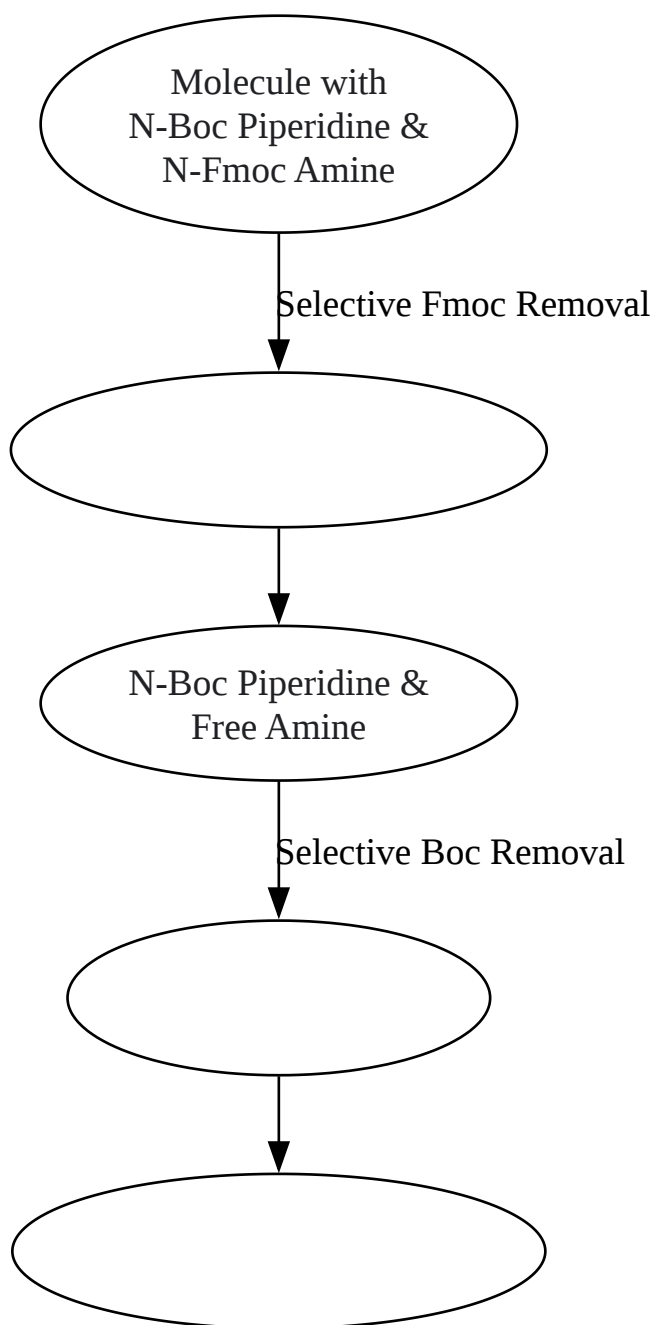 Molecule with
N-Boc Piperidine &
N-Fmoc Amine
Selective Fmoc Removal
N-Boc Piperidine &
Free Amine
Selective Boc Removal